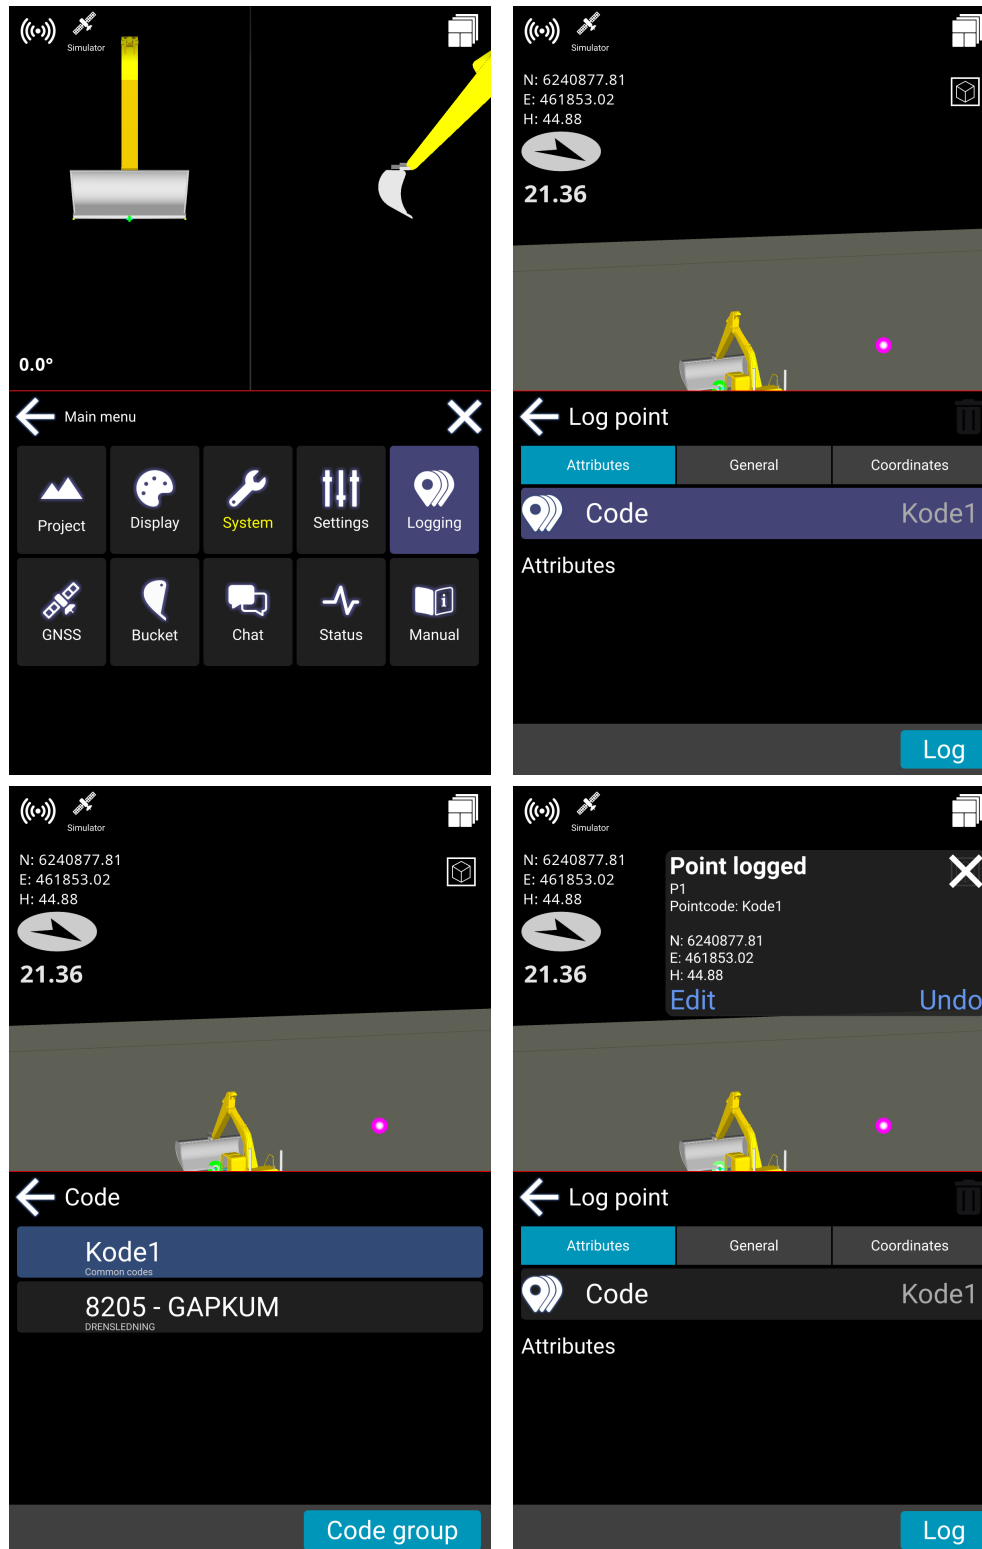 Simulator
0.0°
Main menu
Project
Display
System
Settings
Logging
GNSS
Bucket
Chat
Status
Manual
Simulator
N: 6240877.81
E: 461853.02
H: 44.88
21.36
Log point
Attributes
General
Coordinates
Code
Kode1
Attributes
Log
Simulator
N: 6240877.81
E: 461853.02
H: 44.88
21.36
Code
Kode1
Common codes
8205 - GAPKUM
DRENSLEDNING
Code group
Simulator
N: 6240877.81
E: 461853.02
H: 44.88
21.36
Point logged
P1
Pointcode: Kode1
N: 6240877.81
E: 461853.02
H: 44.88
Edit
Undo
Log point
Attributes
General
Coordinates
Code
Kode1
Attributes
Log